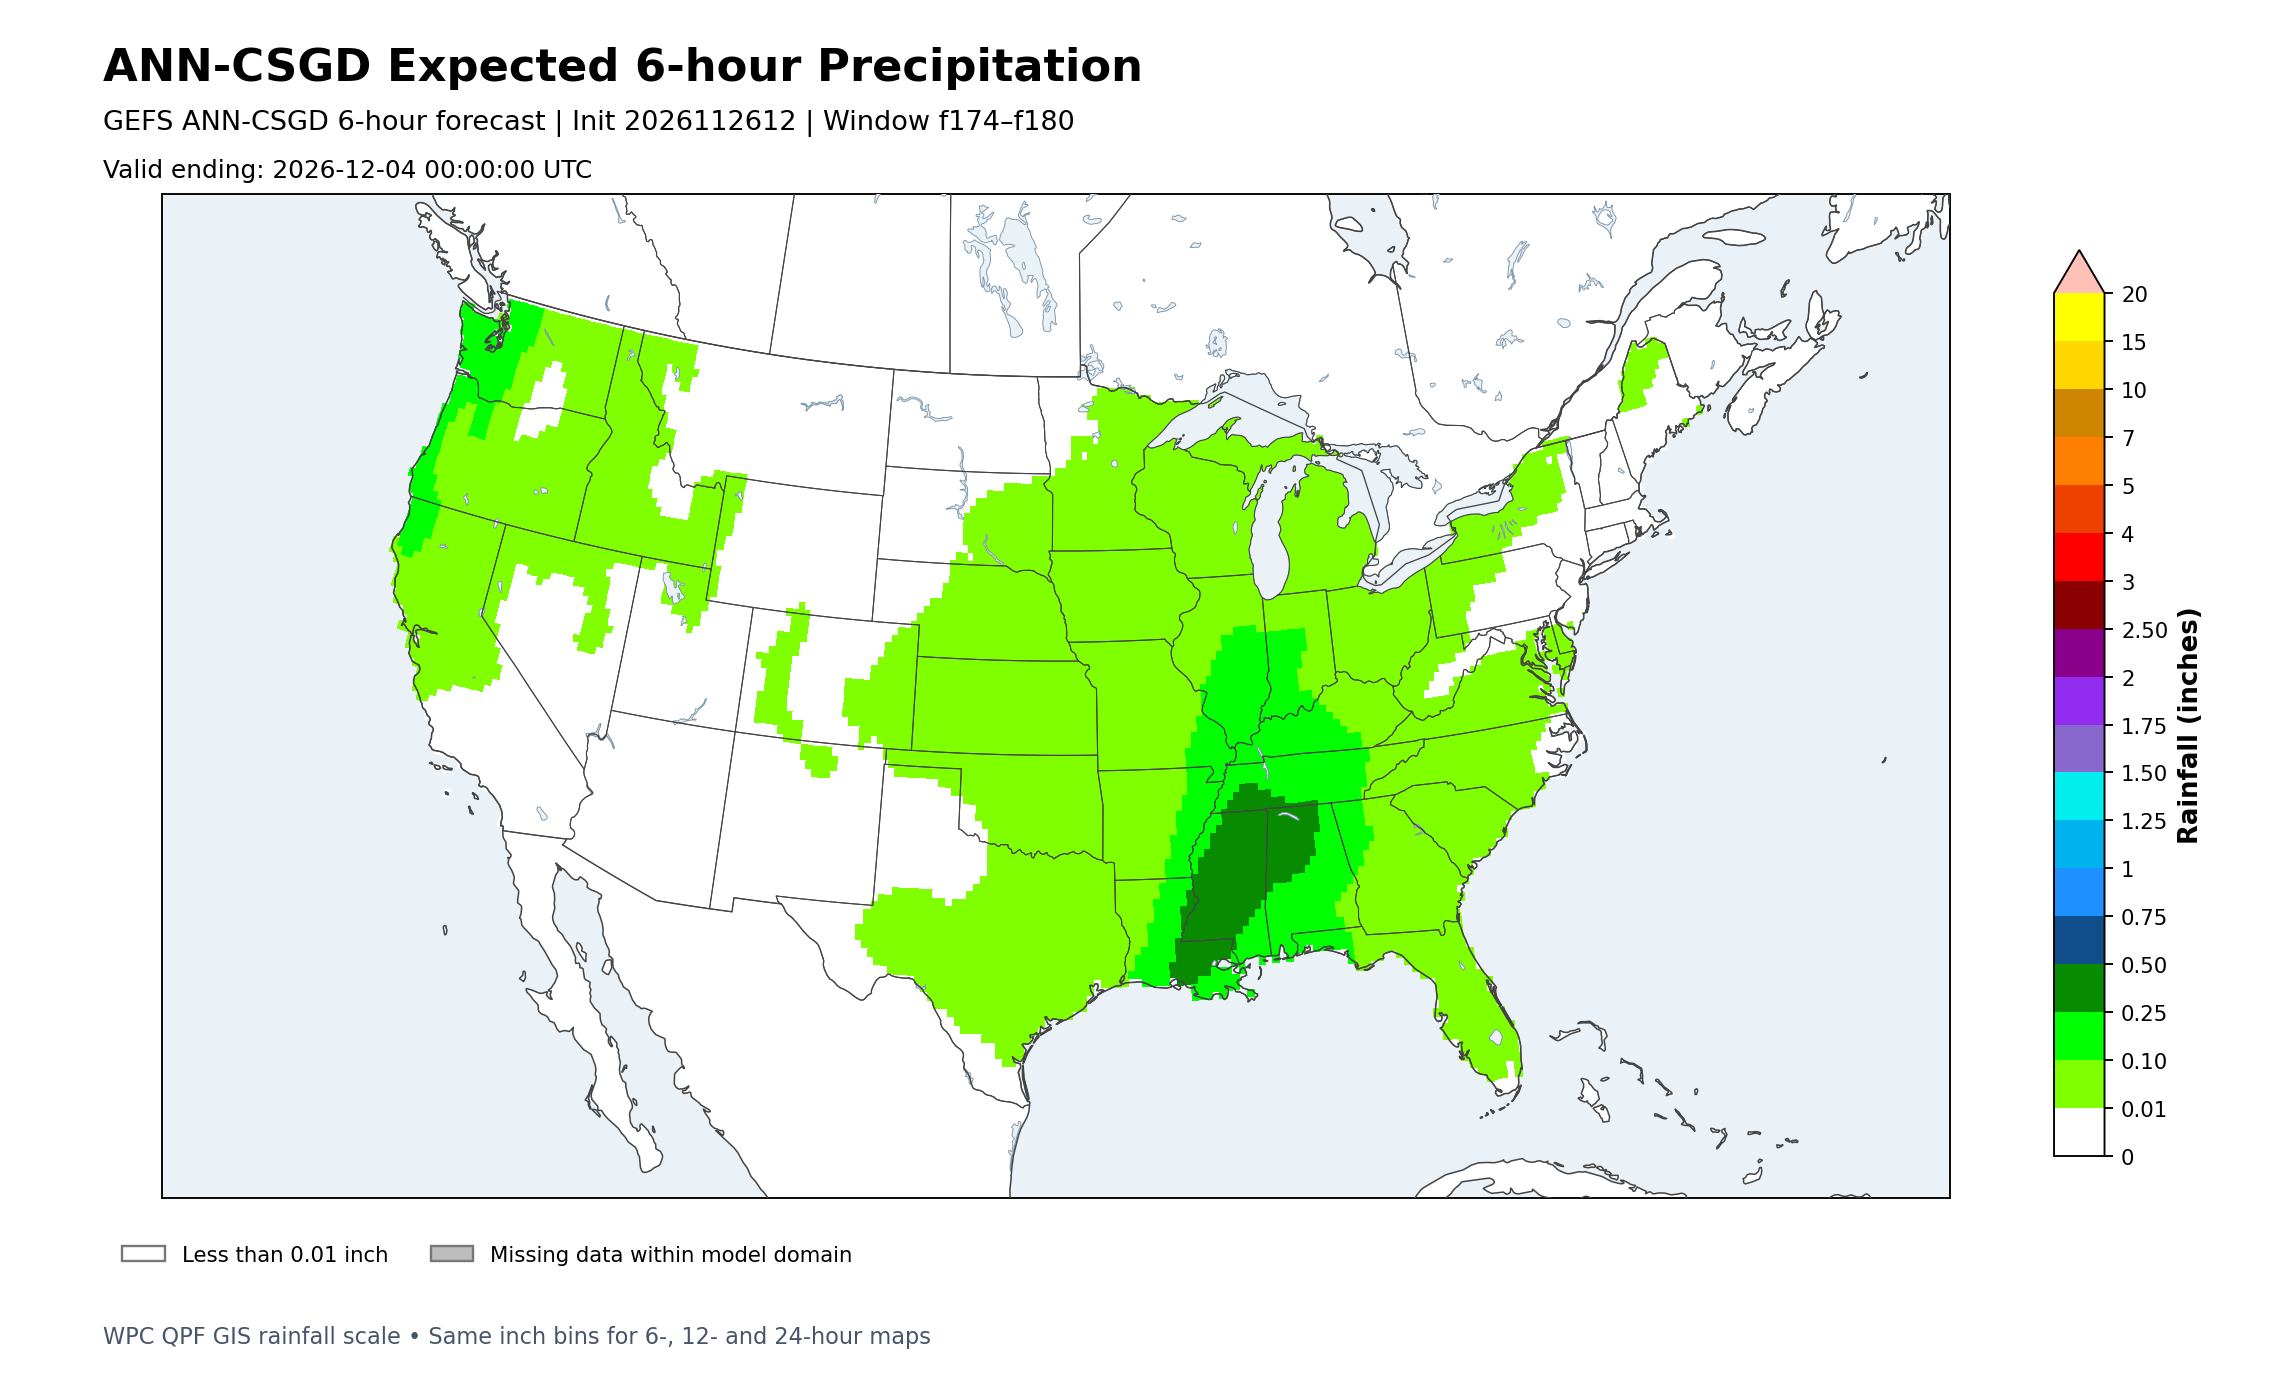 ANN-CSGD Expected 6-hour Precipitation
GEFS ANN-CSGD 6-hour forecast | Init 2026112612 | Window f174–f180
Valid ending: 2026-12-04 00:00:00 UTC
20
15
10
7
5
4
3
2.50
2
1.75
1.50
1.25
1
0.75
0.50
0.25
0.10
0.01
0
Rainfall (inches)
Less than 0.01 inch
Missing data within model domain
WPC QPF GIS rainfall scale • Same inch bins for 6-, 12- and 24-hour maps